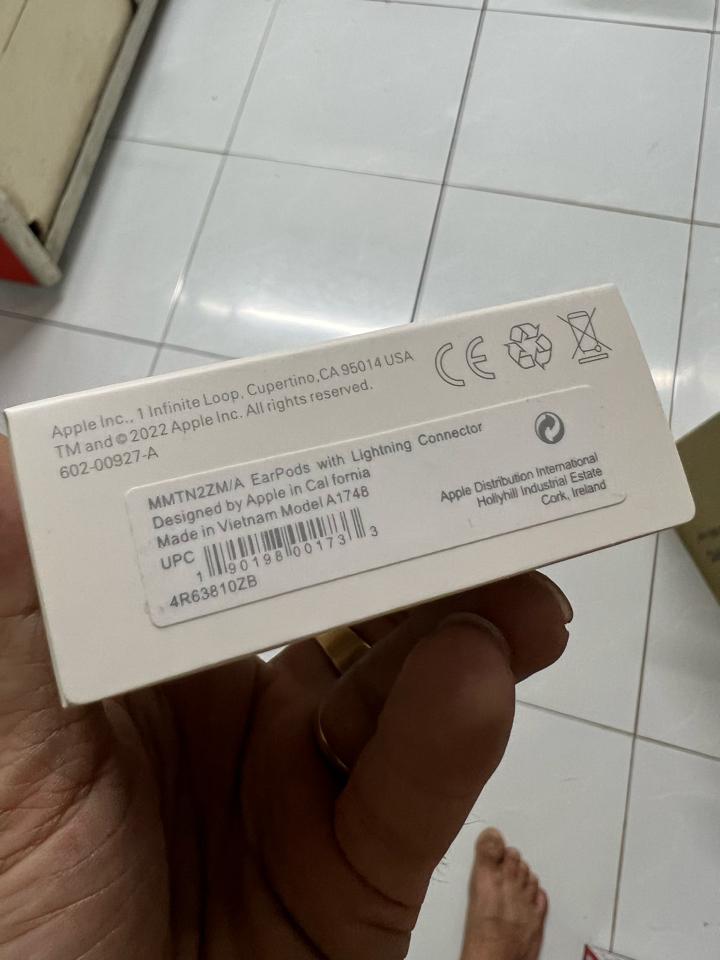 Apple Inc., 1 Infinite Loop, Cupertino,CA 95014 USA
TM and © 2022 Apple Inc. All rights reserved.
602-00927-A
CE
MMTN2ZM/A EarPods with Lightning Connector
Designed by Apple in Cal fornia
Made in Vietnam Model A1748
UPC
1 90198 00173 3
4R63810ZB
Apple Distribution International
Hollyhill Industrial Estate
Cork, Ireland